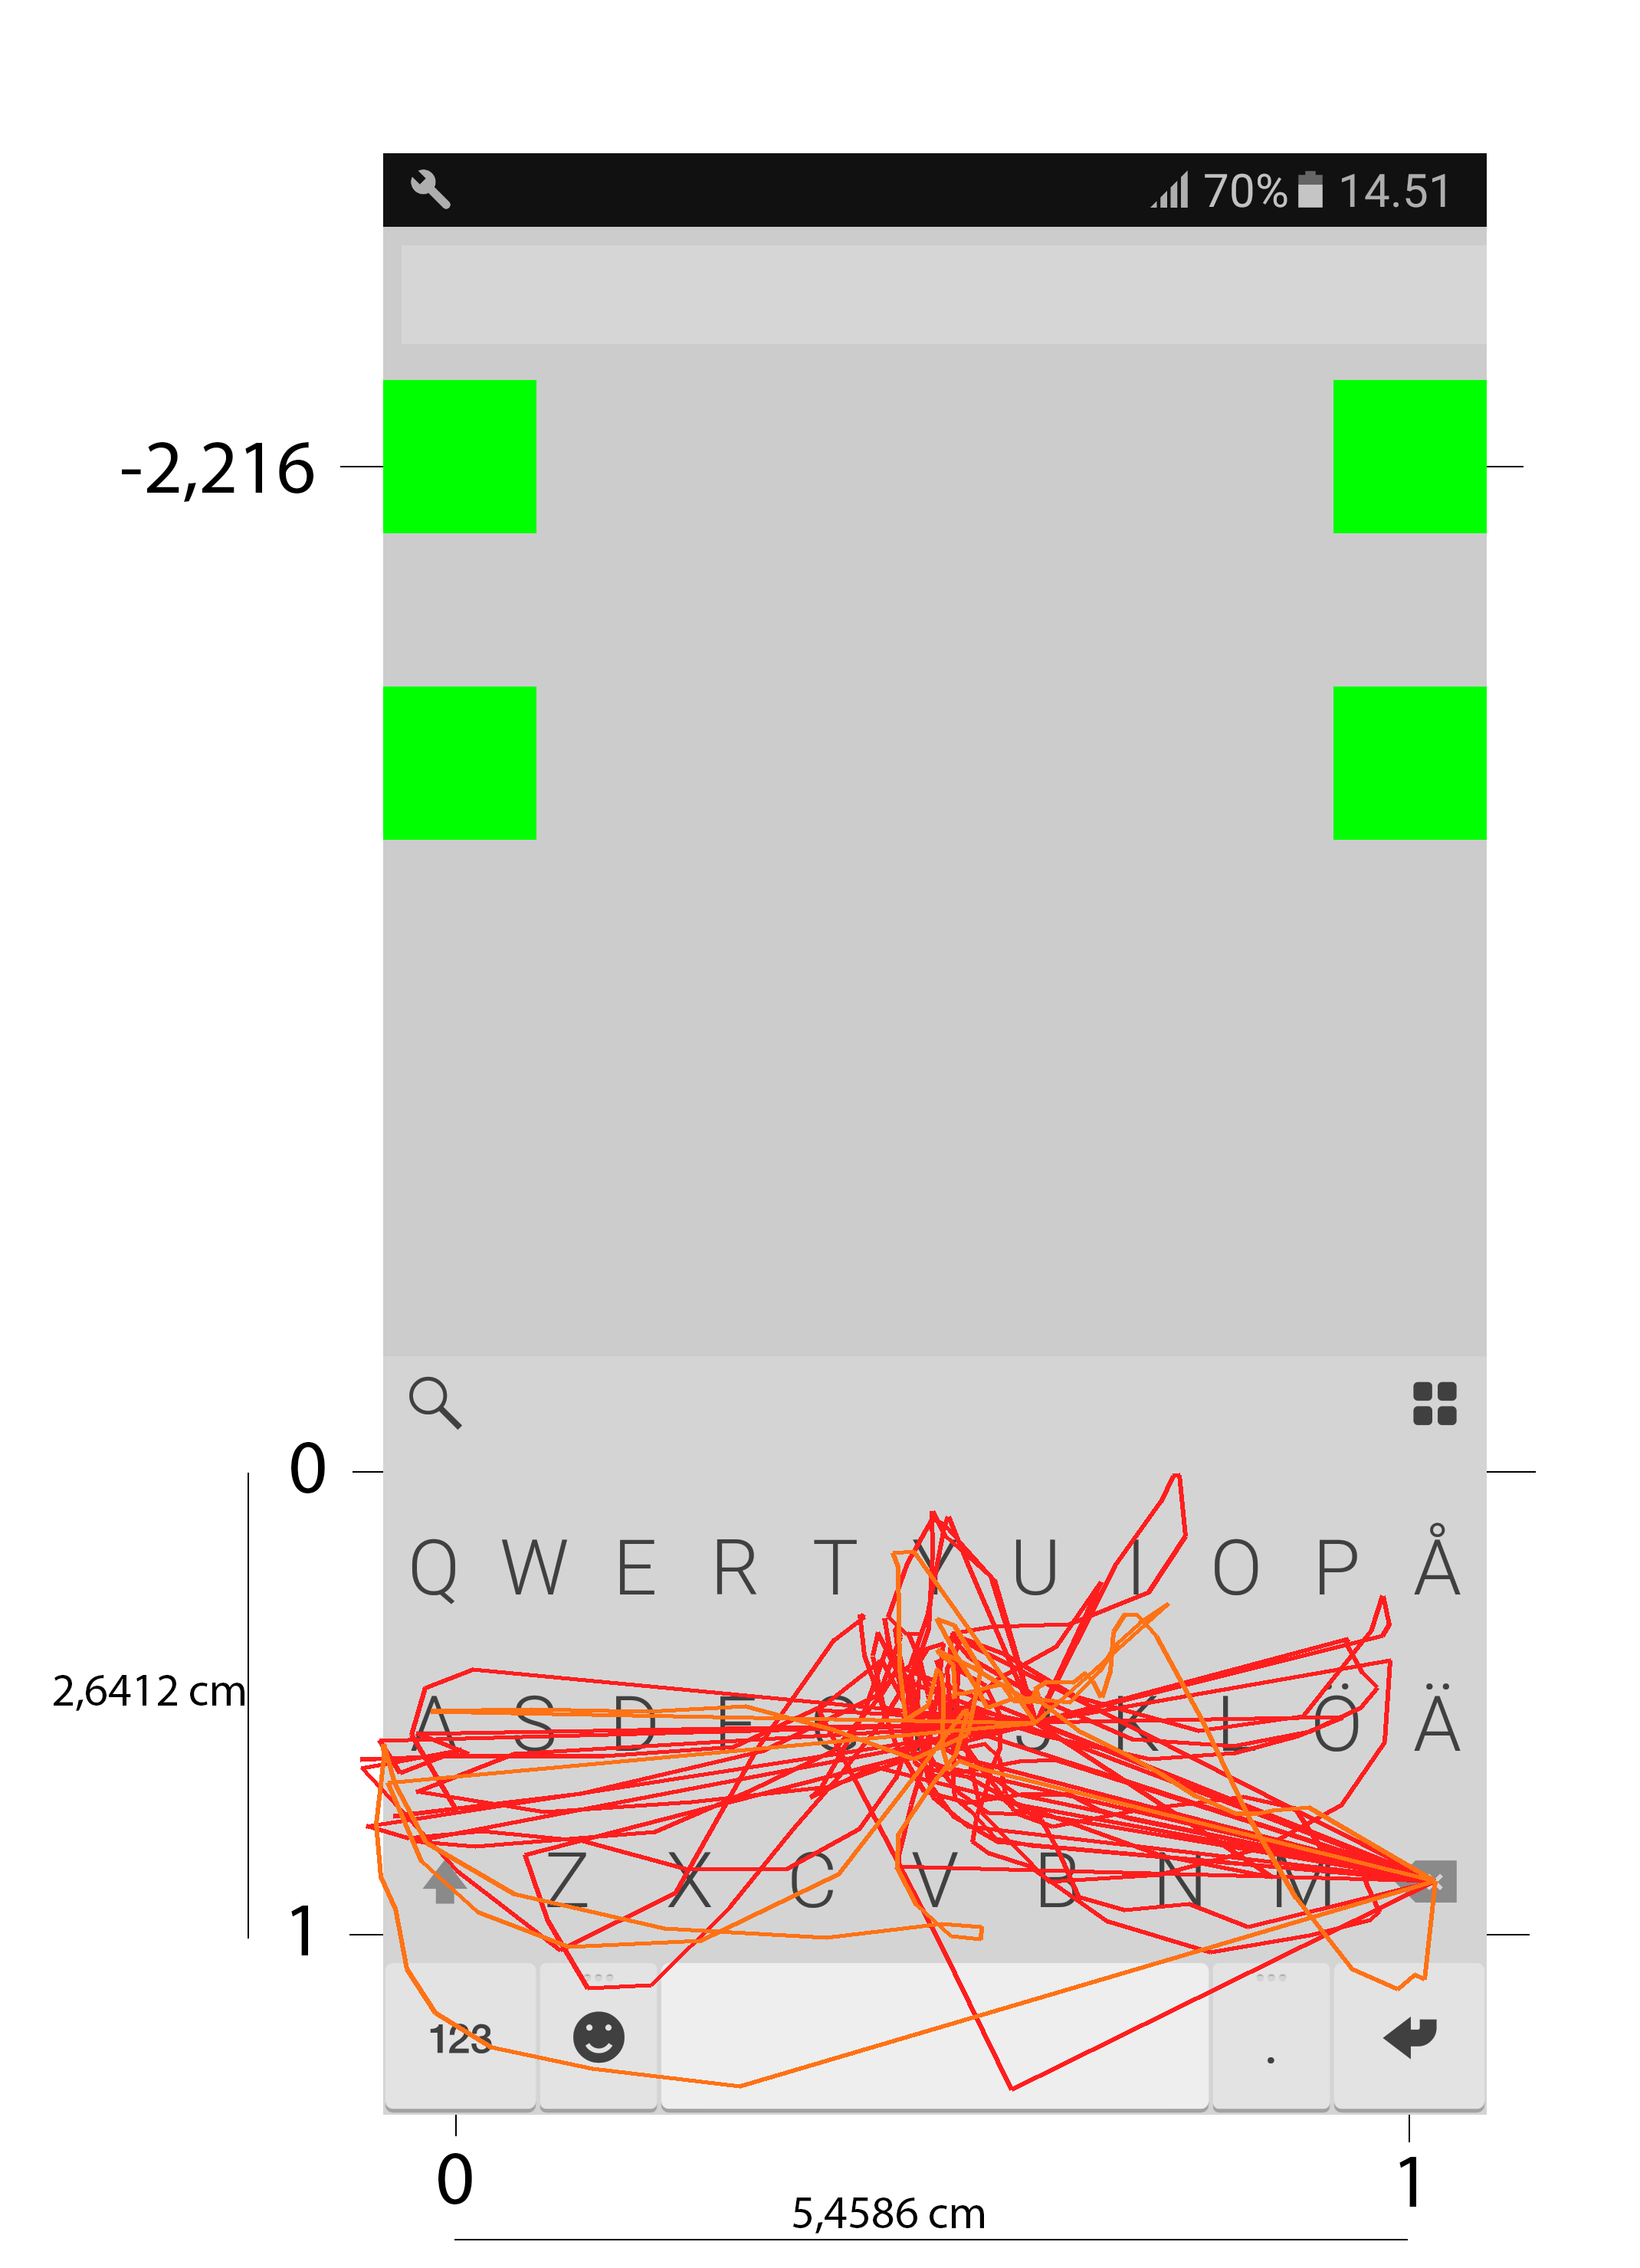 70% 14.51
-2,216
0
Q W E R T Y U I O P Å
2,6412 cm
A S D F G H J K L Ö Ä
Z X C V B N M
1
123 .
0 1
5,4586 cm